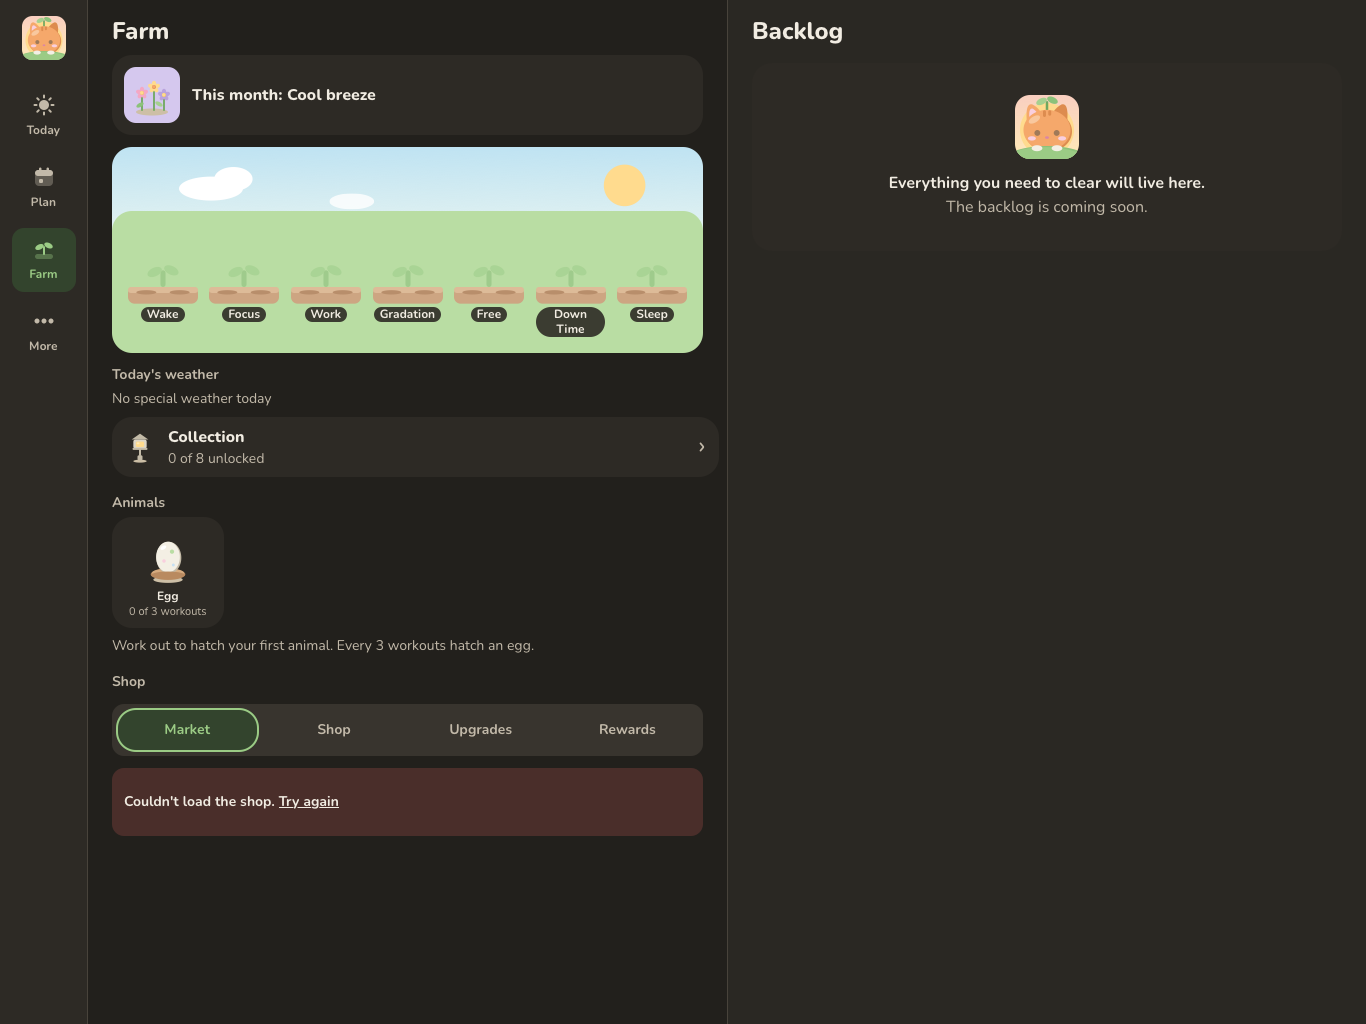 Farm
This month: Cool breeze
Wake
Focus
Work
Gradation
Free
Down
Time
Sleep
Today's weather
No special weather today
Collection
0 of 8 unlocked
Animals
Egg
0 of 3 workouts
Work out to hatch your first animal. Every 3 workouts hatch an egg.
Shop
Market
Shop
Upgrades
Rewards
Couldn't load the shop. Try again
Today
Plan
Farm
More
Backlog
Everything you need to clear will live here.
The backlog is coming soon.